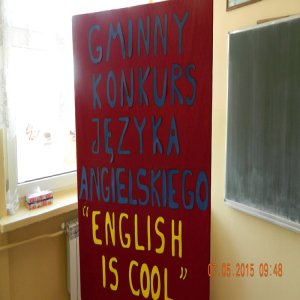 GMINNY
KONKURS
JĘZYKA
ANGIELSKIEGO
"ENGLISH
IS COOL"
07.05.2015 09:48